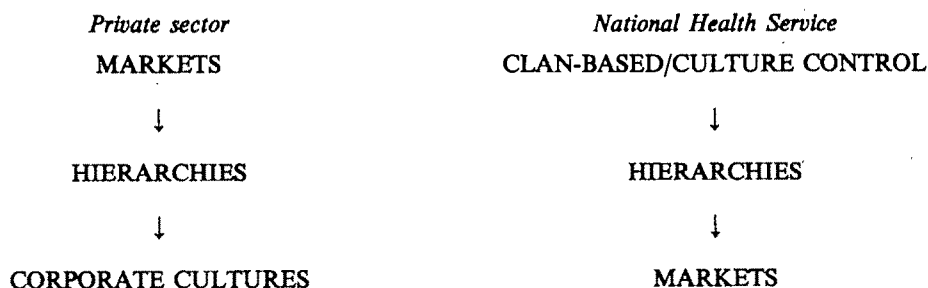 Private sector National Health Service
MARKETS CLAN-BASED/CULTURE CONTROL
↓ ↓
HIERARCHIES HIERARCHIES
↓ ↓
CORPORATE CULTURES MARKETS